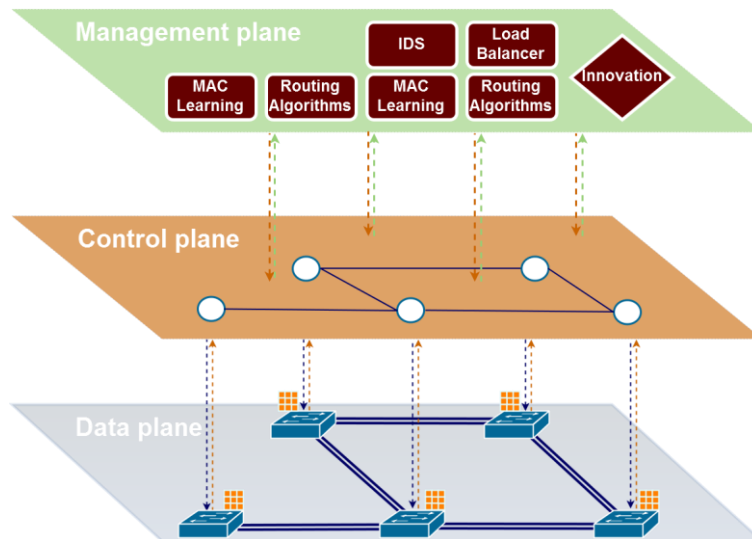 Management plane
IDS
Load
Balancer
Innovation
MAC
Learning
Routing
Algorithms
MAC
Learning
Routing
Algorithms
Control plane
Data plane